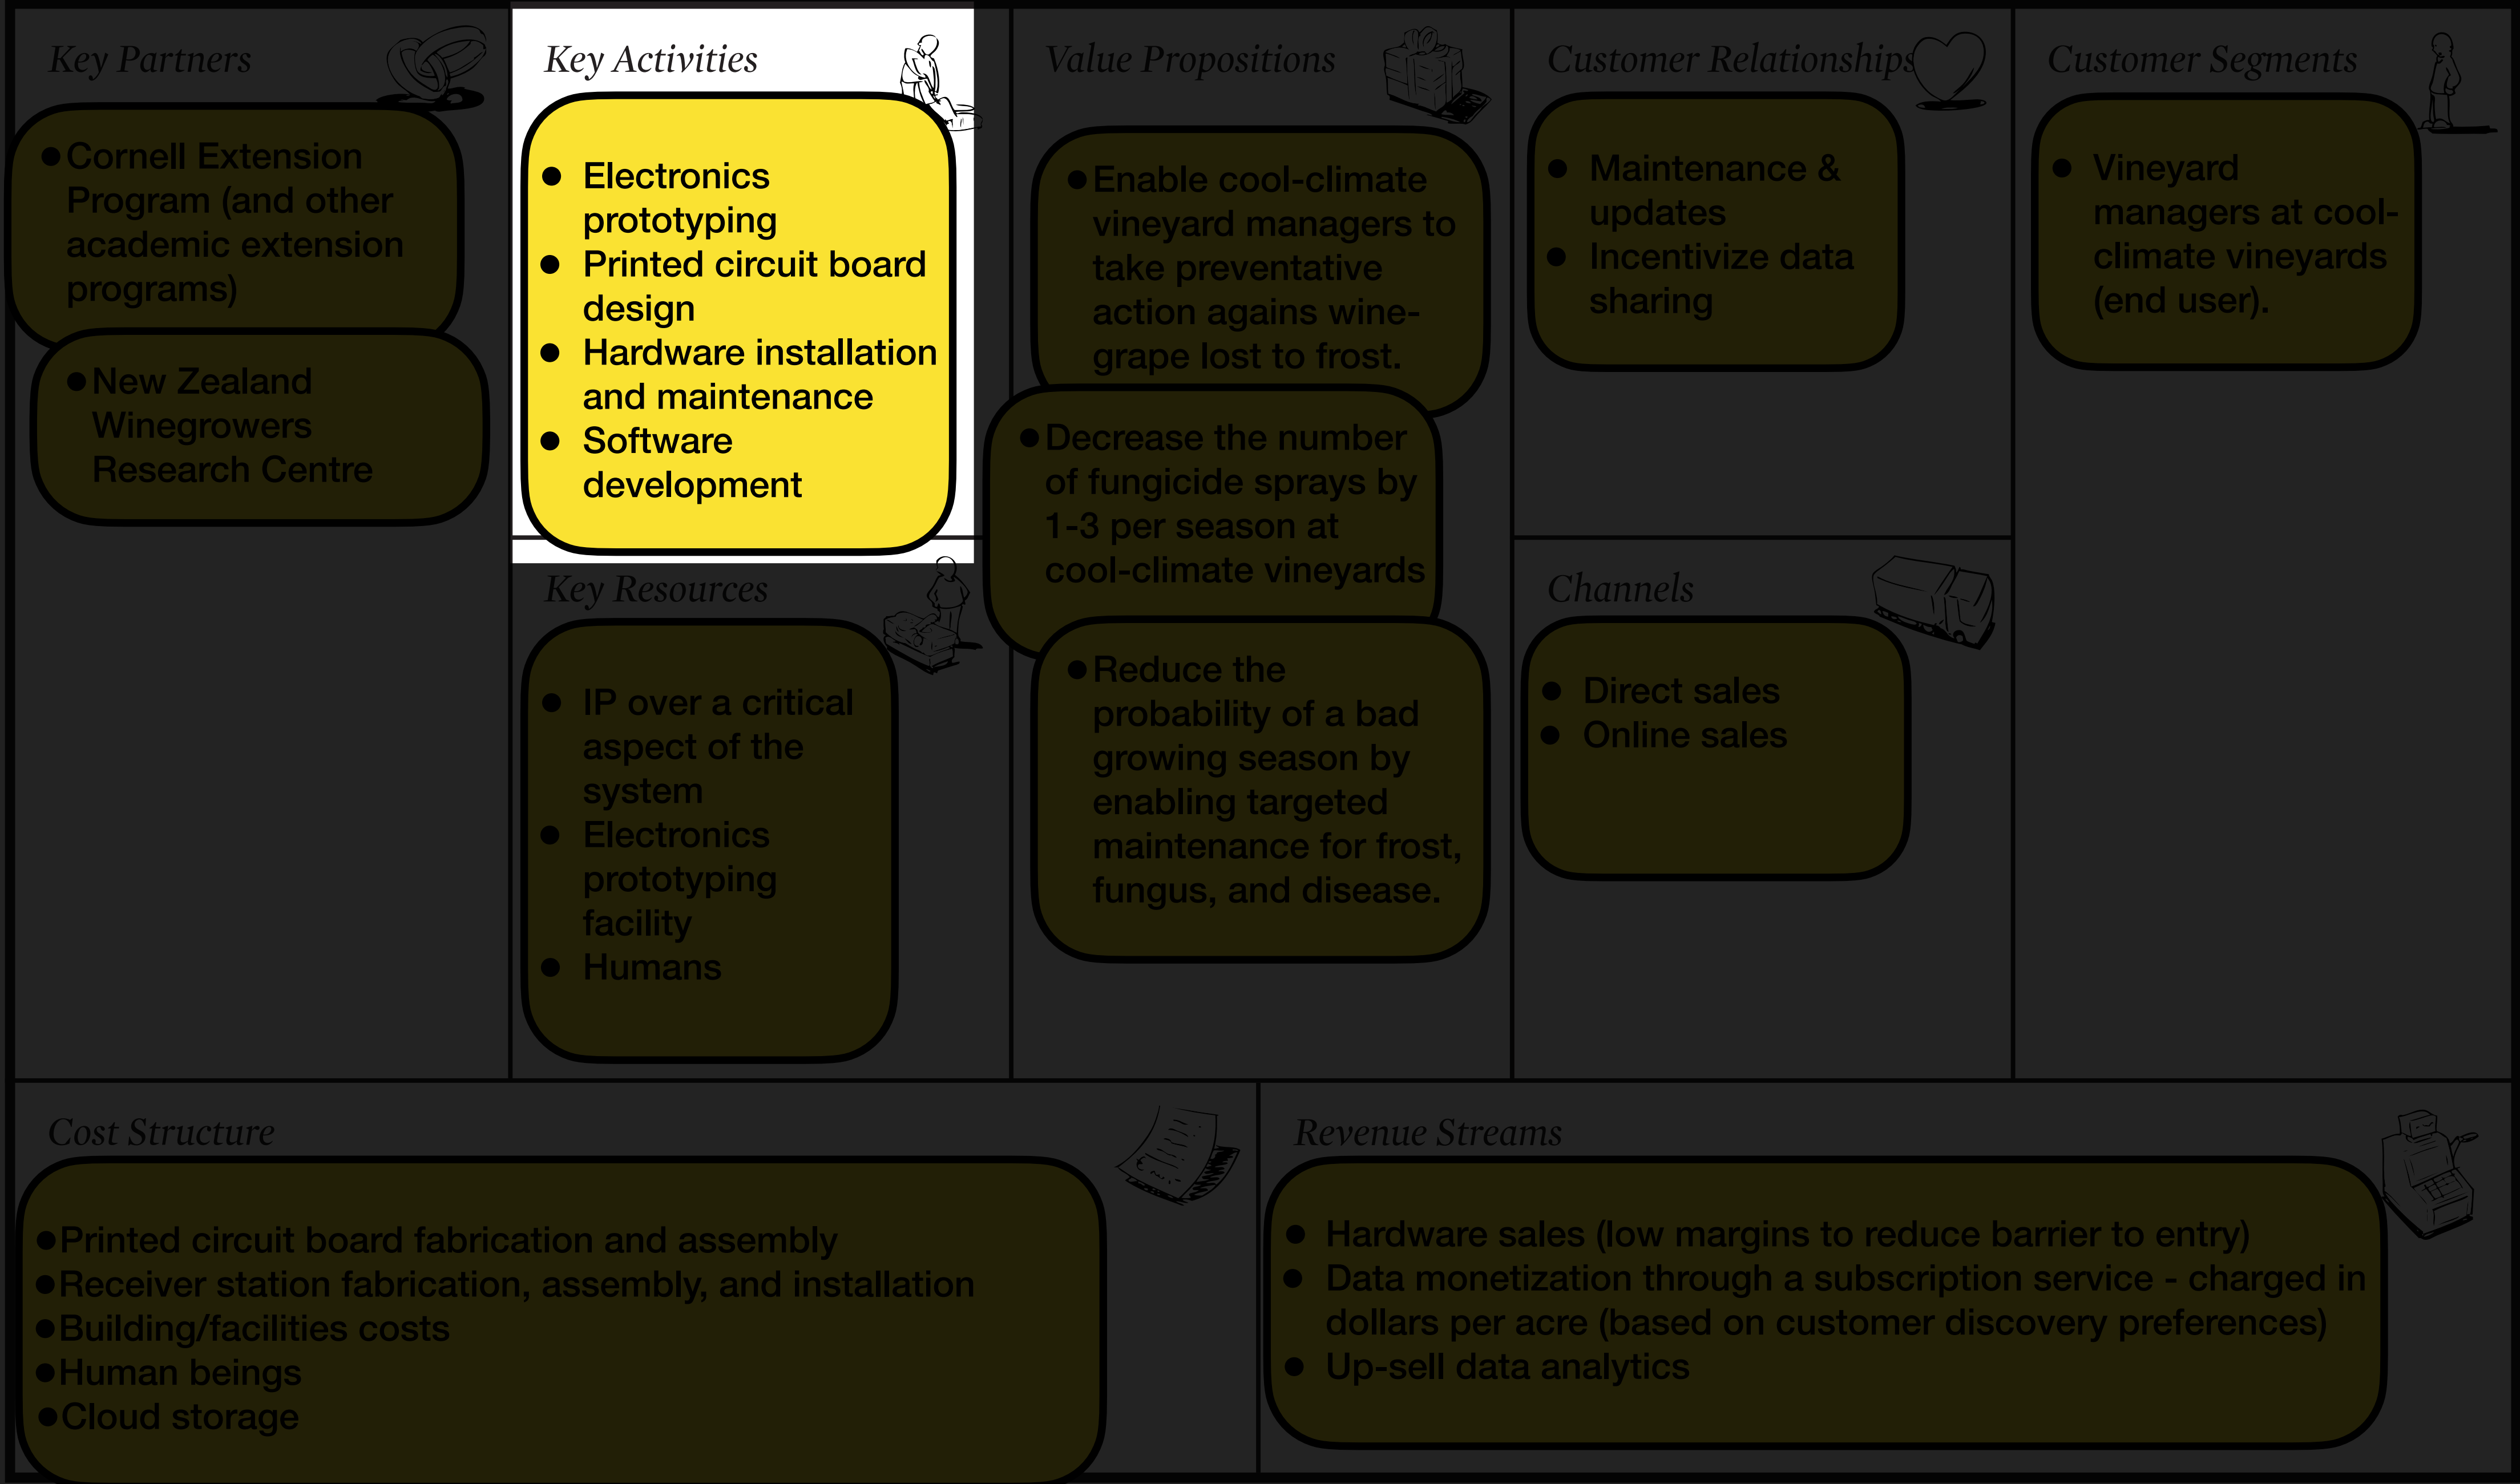 Key Partners
● Cornell Extension
Program (and other
academic extension
programs)
● New Zealand
Winegrowers
Research Centre
Key Activities
● Electronics
prototyping
● Printed circuit board
design
● Hardware installation
and maintenance
● Software
development
Key Resources
● IP over a critical
aspect of the
system
● Electronics
prototyping
facility
● Humans
Value Propositions
● Enable cool-climate
vineyard managers to
take preventative
action agains wine-
grape lost to frost.
● Decrease the number
of fungicide sprays by
1-3 per season at
cool-climate vineyards
● Reduce the
probability of a bad
growing season by
enabling targeted
maintenance for frost,
fungus, and disease.
Customer Relationships
● Maintenance &
updates
● Incentivize data
sharing
Channels
● Direct sales
● Online sales
Customer Segments
● Vineyard
managers at cool-
climate vineyards
(end user).
Cost Structure
● Printed circuit board fabrication and assembly
● Receiver station fabrication, assembly, and installation
● Building/facilities costs
● Human beings
● Cloud storage
Revenue Streams
● Hardware sales (low margins to reduce barrier to entry)
● Data monetization through a subscription service - charged in
dollars per acre (based on customer discovery preferences)
● Up-sell data analytics